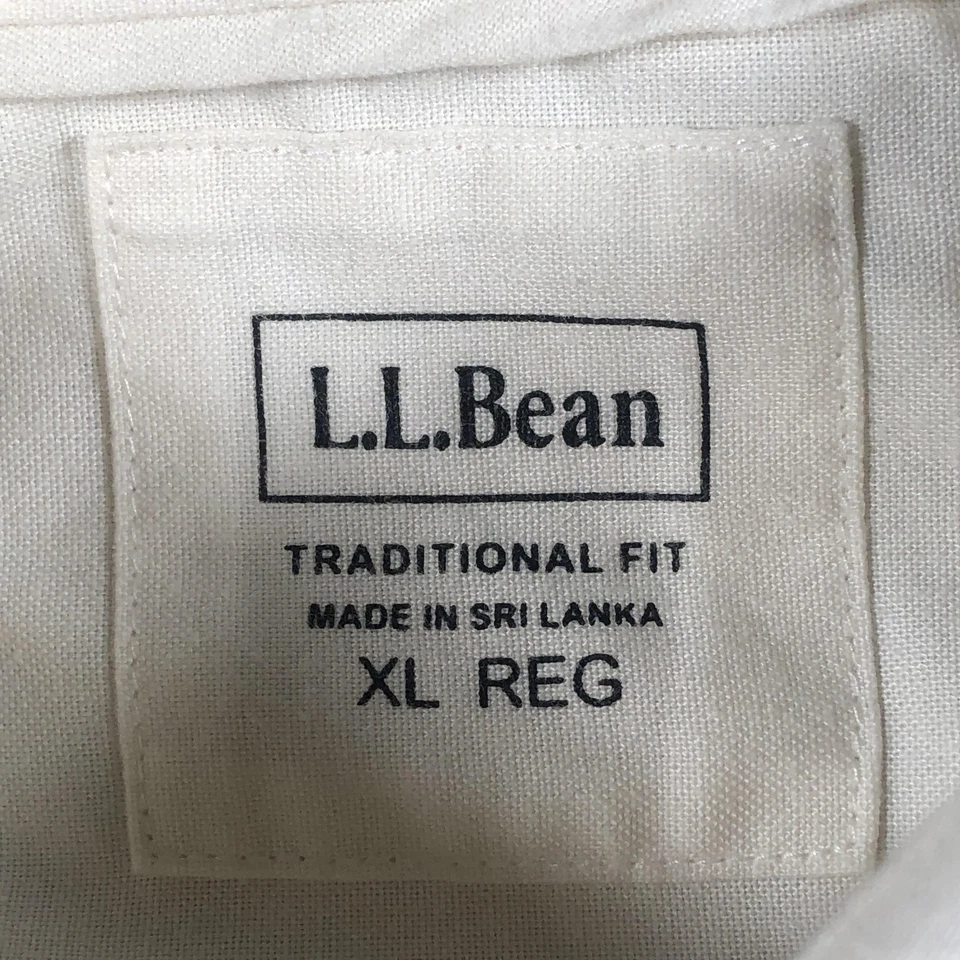 L.L.Bean
TRADITIONAL FIT
MADE IN SRI LANKA
XL REG